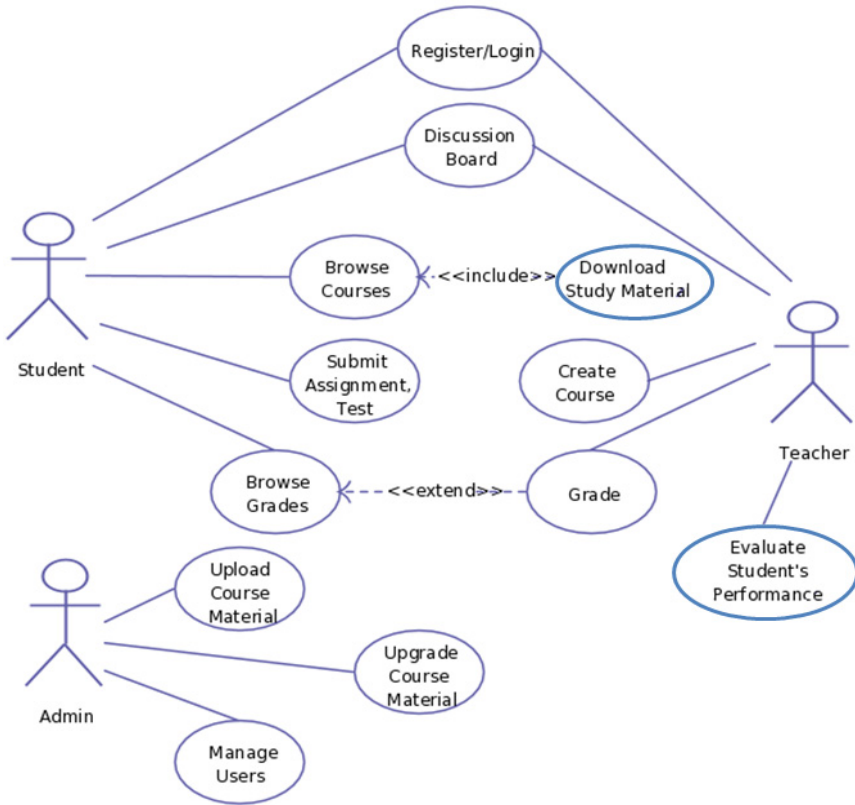 Register/Login
Discussion
Board
Browse
Courses
<<include>>
Download
Study Material
Student
Submit
Assignment,
Test
Create
Course
Teacher
Browse
Grades
<<extend>>
Grade
Evaluate
Student's
Performance
Upload
Course
Material
Upgrade
Course
Material
Admin
Manage
Users